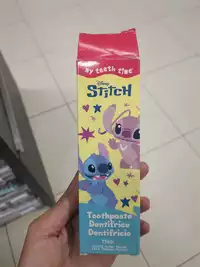 my teeth time
Disney
STITCH
Toothpaste
Dentifrice
Dentifricio
75ml